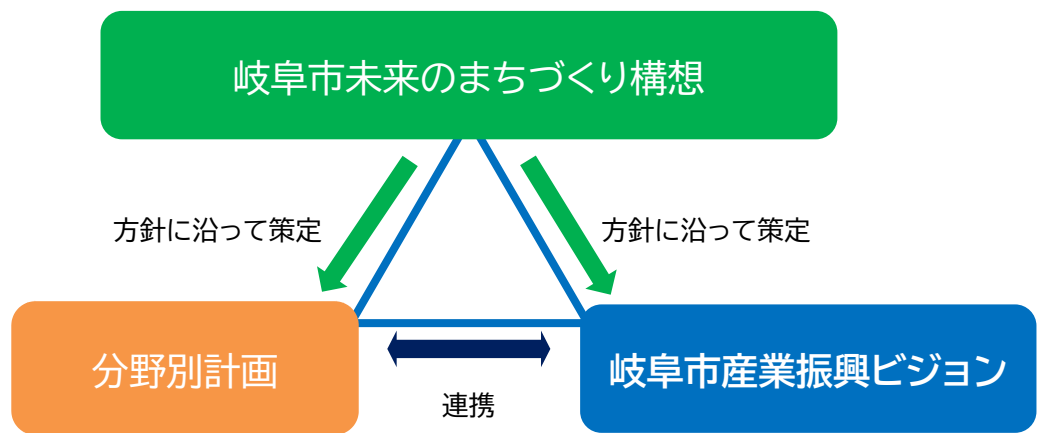 岐阜市未来のまちづくり構想
方針に沿って策定
方針に沿って策定
分野別計画
岐阜市産業振興ビジョン
連携